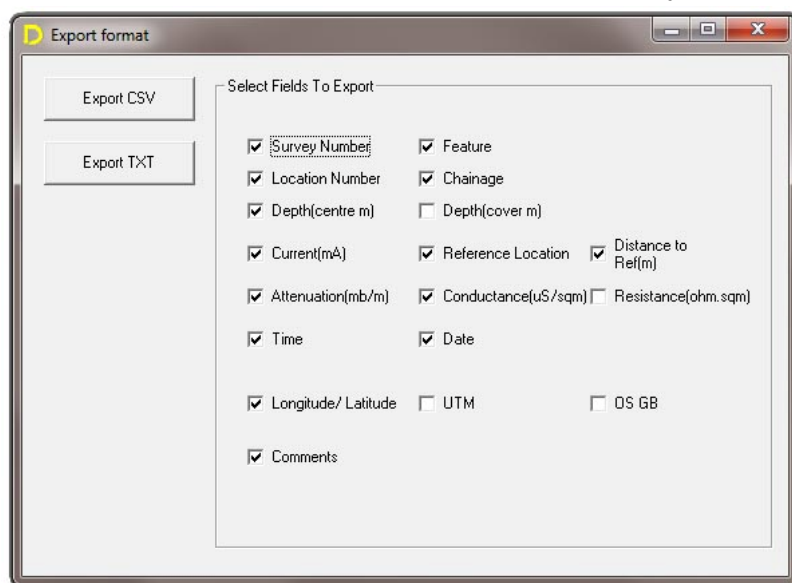 Export format
Export CSV
Export TXT
Select Fields To Export
Survey Number Feature
Location Number Chainage
Depth(centre m) Depth(cover m)
Current(mA) Reference Location Distance to
Ref(m)
Attenuation(mb/m) Conductance(uS/sqm) Resistance(ohm.sqm)
Time Date
Longitude/ Latitude UTM OS GB
Comments